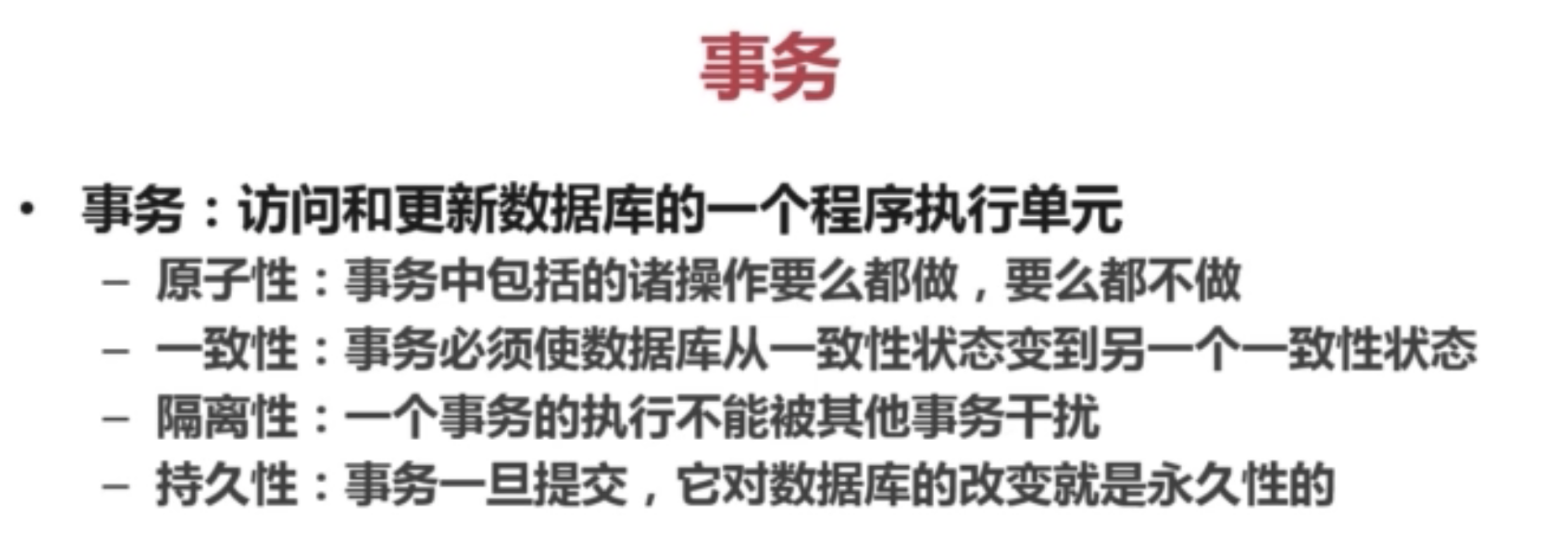 事务
• 事务：访问和更新数据库的一个程序执行单元
– 原子性：事务中包括的诸操作要么都做，要么都不做
– 一致性：事务必须使数据库从一致性状态变到另一个一致性状态
– 隔离性：一个事务的执行不能被其他事务干扰
– 持久性：事务一旦提交，它对数据库的改变就是永久性的